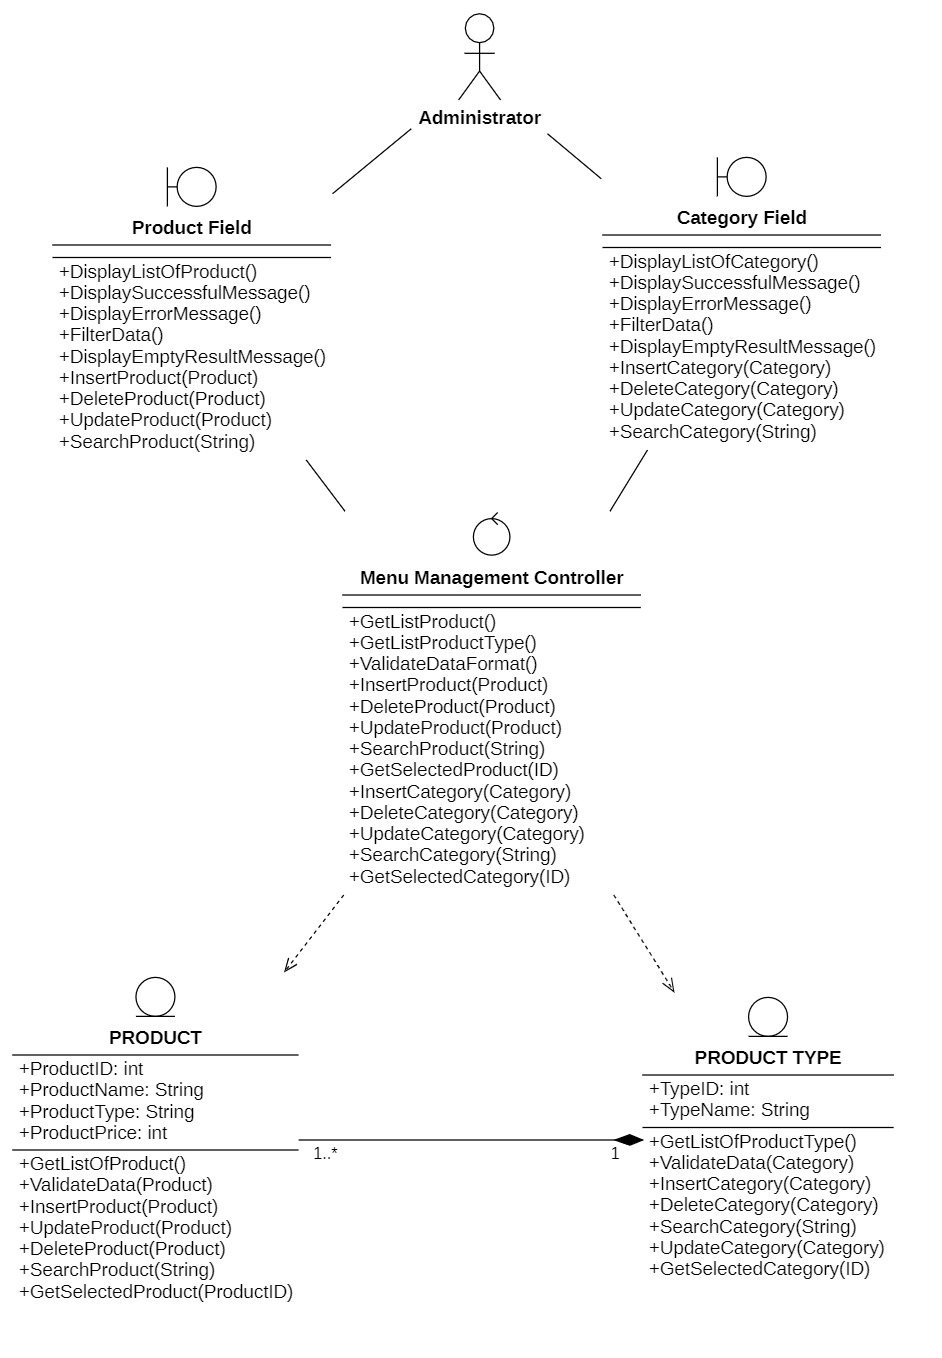 Administrator
Product Field
+DisplayListOfProduct()
+DisplaySuccessfulMessage()
+DisplayErrorMessage()
+FilterData()
+DisplayEmptyResultMessage()
+InsertProduct(Product)
+DeleteProduct(Product)
+UpdateProduct(Product)
+SearchProduct(String)
Category Field
+DisplayListOfCategory()
+DisplaySuccessfulMessage()
+DisplayErrorMessage()
+FilterData()
+DisplayEmptyResultMessage()
+InsertCategory(Category)
+DeleteCategory(Category)
+UpdateCategory(Category)
+SearchCategory(String)
Menu Management Controller
+GetListProduct()
+GetListProductType()
+ValidateDataFormat()
+InsertProduct(Product)
+DeleteProduct(Product)
+UpdateProduct(Product)
+SearchProduct(String)
+GetSelectedProduct(ID)
+InsertCategory(Category)
+DeleteCategory(Category)
+UpdateCategory(Category)
+SearchCategory(String)
+GetSelectedCategory(ID)
PRODUCT
+ProductID: int
+ProductName: String
+ProductType: String
+ProductPrice: int
+GetListOfProduct()
+ValidateData(Product)
+InsertProduct(Product)
+UpdateProduct(Product)
+DeleteProduct(Product)
+SearchProduct(String)
+GetSelectedProduct(ProductID)
1..*
1
PRODUCT TYPE
+TypeID: int
+TypeName: String
+GetListOfProductType()
+ValidateData(Category)
+InsertCategory(Category)
+DeleteCategory(Category)
+SearchCategory(String)
+UpdateCategory(Category)
+GetSelectedCategory(ID)